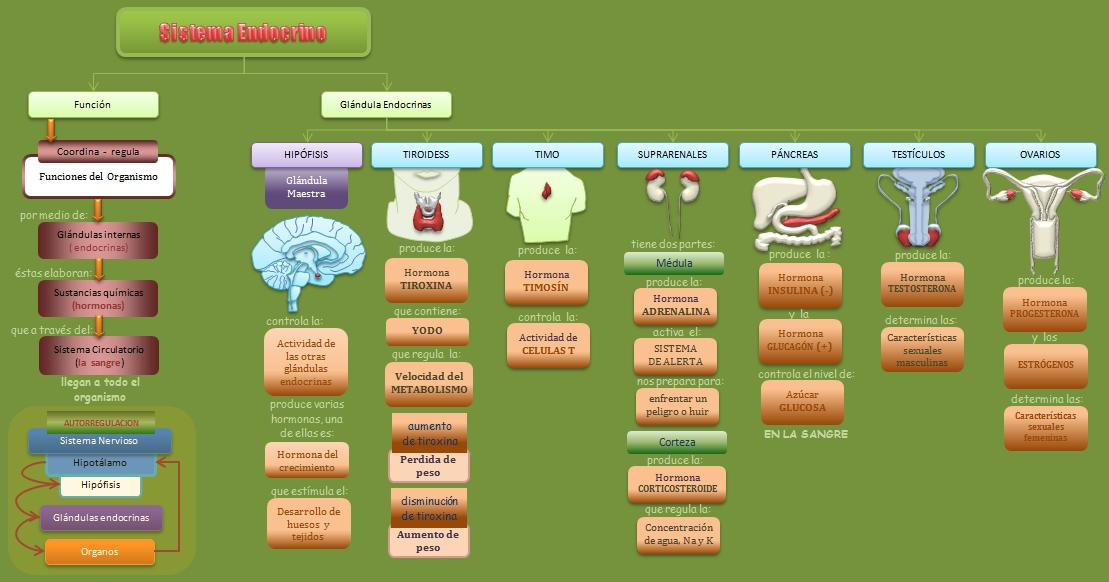 Sistema Endocrino
Función
Coordina - regula
Funciones del Organismo
por medio de:
Glándulas internas
( endocrinas)
éstas elaboran:
Sustancias químicas
(hormonas)
que a través del:
Sistema Circulatorio
(la sangre)
llegan a todo el
organismo
AUTORREGULACION
Sistema Nervioso
Hipotálamo
Hipófisis
Glándulas endocrinas
Organos
Glándula Endocrinas
HIPÓFISIS
Glándula
Maestra
controla la:
Actividad de
las otras
glándulas
endocrinas
produce varias
hormonas, una
de ellas es:
Hormona del
crecimiento
que estímula el:
Desarrollo de
huesos y
tejidos
TIROIDESS
produce la:
Hormona
TIROXINA
que contiene:
YODO
que regula la:
Velocidad del
METABOLISMO
aumento
de tiroxina
Perdida de
peso
disminución
de tiroxina
Aumento de
peso
TIMO
produce la:
Hormona
TIMOSÍN
controla la:
Actividad de
CELULAS T
SUPRARENALES
tiene dos partes:
Médula
produce la:
Hormona
ADRENALINA
activa el:
SISTEMA
DE ALERTA
nos prepara para:
enfrentar un
peligro o huir
Corteza
produce la:
Hormona
CORTICOSTEROIDE
que regula la:
Concentración
de agua, Na y K
PÁNCREAS
produce la :
Hormona
INSULINA (-)
y la
Hormona
GLUCAGÓN (+)
controla el nivel de:
Azúcar
GLUCOSA
EN LA SANGRE
TESTÍCULOS
produce la:
Hormona
TESTOSTERONA
determina las:
Características
sexuales
masculinas
OVARIOS
produce la:
Hormona
PROGESTERONA
y los
ESTRÓGENOS
determina las:
Características
sexuales
femeninas